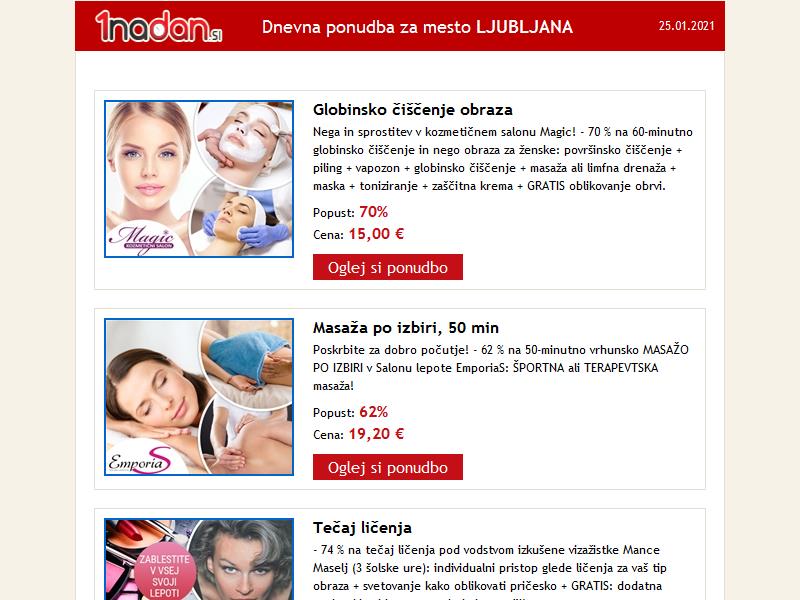 1nadan.si
Dnevna ponudba za mesto LJUBLJANA
25.01.2021
Globinsko čiščenje obraza
Nega in sprostitev v kozmetičnem salonu Magic! - 70 % na 60-minutno
globinsko čiščenje in nego obraza za ženske: površinsko čiščenje +
piling + vapozon + globinsko čiščenje + masaža ali limfna drenaža +
maska + toniziranje + zaščitna krema + GRATIS oblikovanje obrvi.
Popust: 70%
Cena: 15,00 €
Oglej si ponudbo
Magic
KOZMETIČNI SALON
Masaža po izbiri, 50 min
Poskrbite za dobro počutje! - 62 % na 50-minutno vrhunsko MASAŽO
PO IZBIRI v Salonu lepote EmporiaS: ŠPORTNA ali TERAPEVTSKA
masaža!
Popust: 62%
Cena: 19,20 €
Oglej si ponudbo
EmporiaS
Tečaj ličenja
- 74 % na tečaj ličenja pod vodstvom izkušene vizažistke Mance
Maselj (3 šolske ure): individualni pristop glede ličenja za vaš tip
obraza + svetovanje kako oblikovati pričesko + GRATIS: dodatna
ZABLESTITE
V VSEJ
SVOJI
LEPOTI